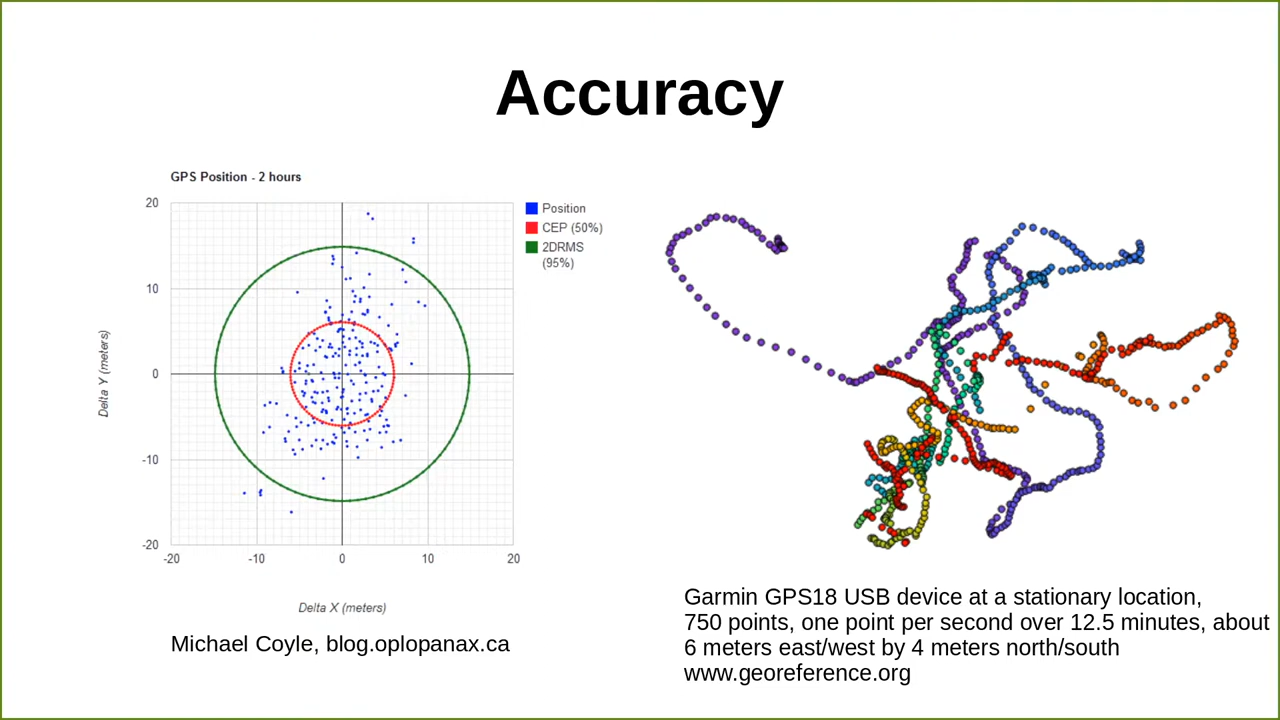 Accuracy
GPS Position - 2 hours
20
10
0
-10
-20
-20
-10
0
10
20
Delta Y (meters)
Delta X (meters)
Position
CEP (50%)
2DRMS
(95%)
Michael Coyle, blog.oplopanax.ca
Garmin GPS18 USB device at a stationary location,
750 points, one point per second over 12.5 minutes, about
6 meters east/west by 4 meters north/south
www.georeference.org